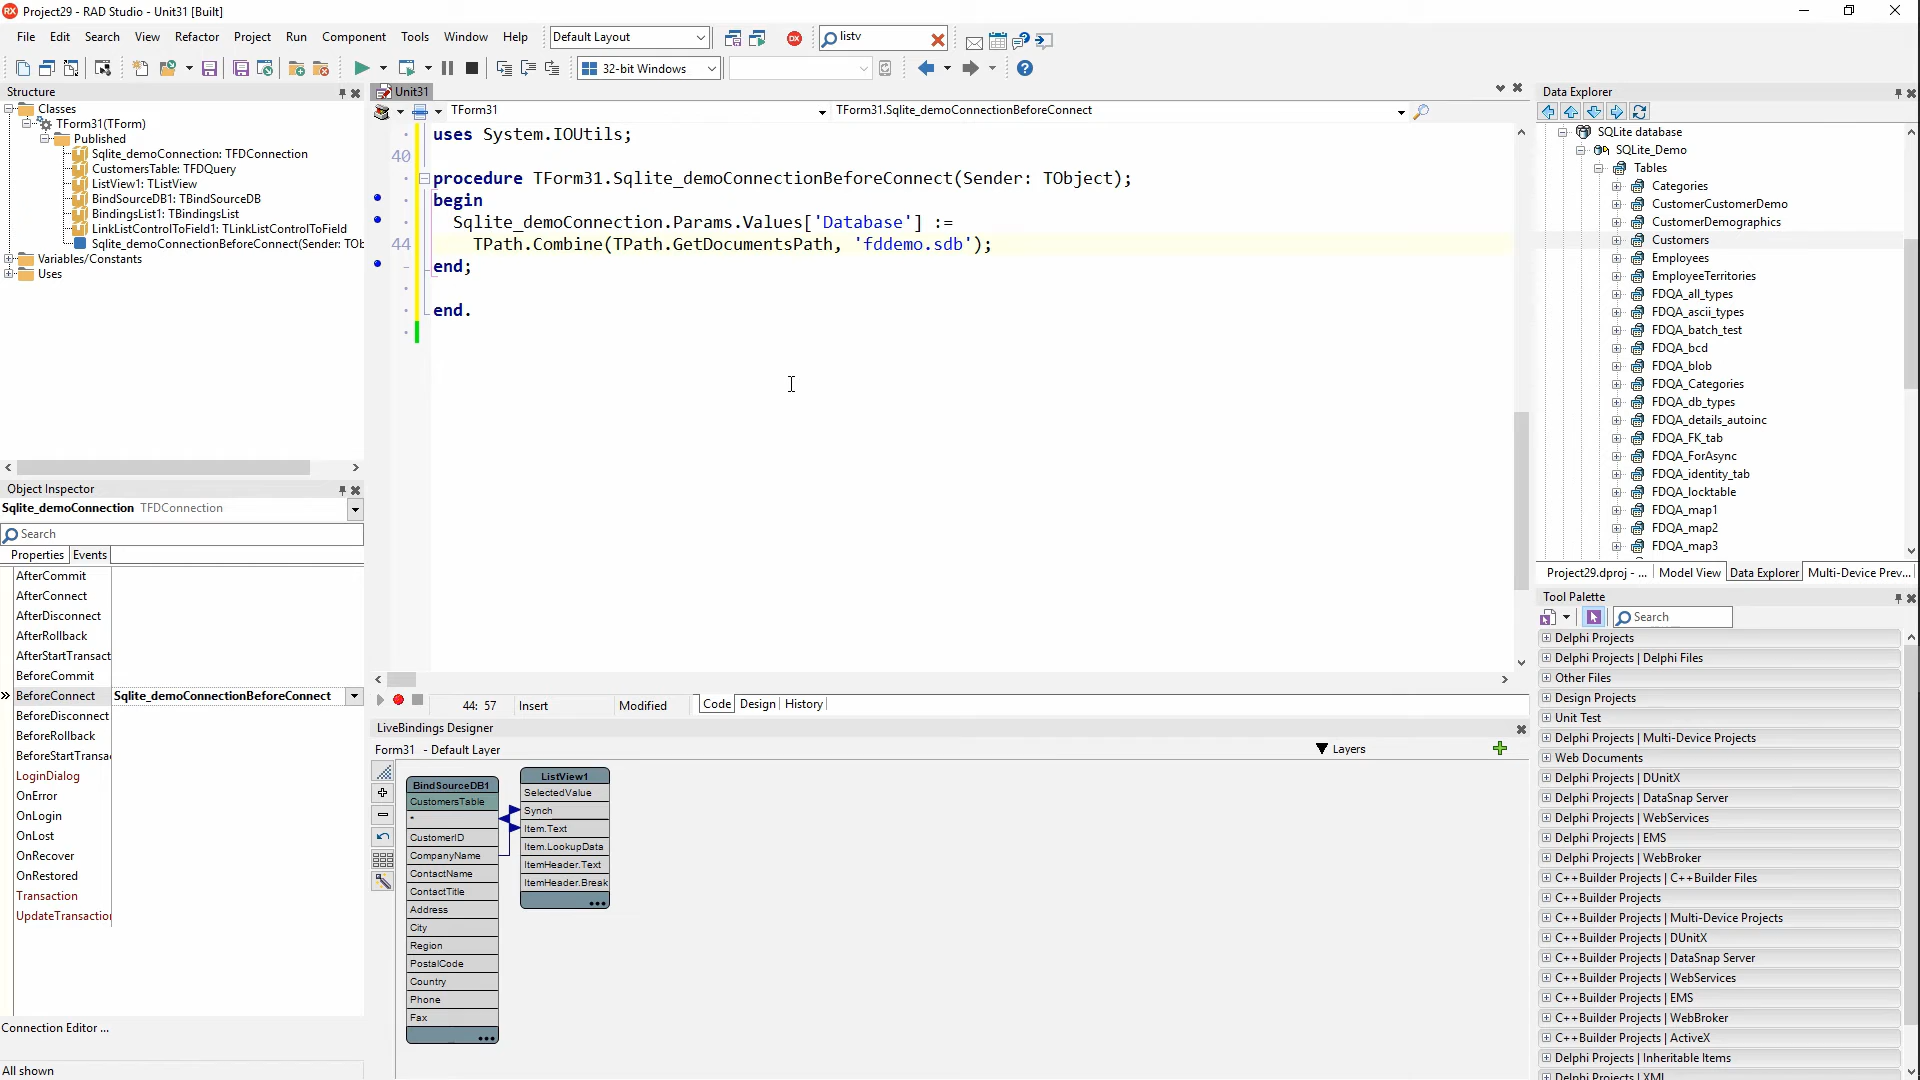 Project29 - RAD Studio - Unit31 [Built]
File Edit Search View Refactor Project Run Component Tools Window Help Default Layout listv
32-bit Windows
Structure
Classes
TForm31(TForm)
Published
Sqlite_demoConnection: TFDConnection
CustomersTable: TFDQuery
ListView1: TListView
BindSourceDB1: TBindSourceDB
BindingsList1: TBindingsList
LinkListControlToField1: TLinkListControlToField
Sqlite_demoConnectionBeforeConnect(Sender: TOb
Variables/Constants
Uses
Object Inspector
Sqlite_demoConnection TFDConnection
Search
Properties Events
AfterCommit
AfterConnect
AfterDisconnect
AfterRollback
AfterStartTransact
BeforeCommit
BeforeConnect Sqlite_demoConnectionBeforeConnect
BeforeDisconnect
BeforeRollback
BeforeStartTransa
LoginDialog
OnError
OnLogin
OnLost
OnRecover
OnRestored
Transaction
UpdateTransaction
Connection Editor ...
All shown
Unit31
TForm31 TForm31.Sqlite_demoConnectionBeforeConnect
uses System.IOUtils;
40
procedure TForm31.Sqlite_demoConnectionBeforeConnect(Sender: TObject);
begin
Sqlite_demoConnection.Params.Values['Database'] :=
44 TPath.Combine(TPath.GetDocumentsPath, 'fddemo.sdb');
end;
end.
44: 57 Insert Modified Code Design History
LiveBindings Designer
Form31 - Default Layer Layers
BindSourceDB1
CustomersTable
*
CustomerID
CompanyName
ContactName
ContactTitle
Address
City
Region
PostalCode
Country
Phone
Fax
ListView1
SelectedValue
Synch
Item.Text
Item.LookupData
ItemHeader.Text
ItemHeader.Break
Data Explorer
SQLite database
SQLite_Demo
Tables
Categories
CustomerCustomerDemo
CustomerDemographics
Customers
Employees
EmployeeTerritories
FDQA_all_types
FDQA_ascii_types
FDQA_batch_test
FDQA_bcd
FDQA_blob
FDQA_Categories
FDQA_db_types
FDQA_details_autoinc
FDQA_FK_tab
FDQA_ForAsync
FDQA_identity_tab
FDQA_locktable
FDQA_map1
FDQA_map2
FDQA_map3
Project29.dproj - ... Model View Data Explorer Multi-Device Prev...
Tool Palette
Search
Delphi Projects
Delphi Projects | Delphi Files
Other Files
Design Projects
Unit Test
Delphi Projects | Multi-Device Projects
Web Documents
Delphi Projects | DUnitX
Delphi Projects | DataSnap Server
Delphi Projects | WebServices
Delphi Projects | EMS
Delphi Projects | WebBroker
C++Builder Projects | C++Builder Files
C++Builder Projects
C++Builder Projects | Multi-Device Projects
C++Builder Projects | DUnitX
C++Builder Projects | DataSnap Server
C++Builder Projects | WebServices
C++Builder Projects | EMS
C++Builder Projects | WebBroker
C++Builder Projects | ActiveX
Delphi Projects | Inheritable Items
Delphi Projects | XML